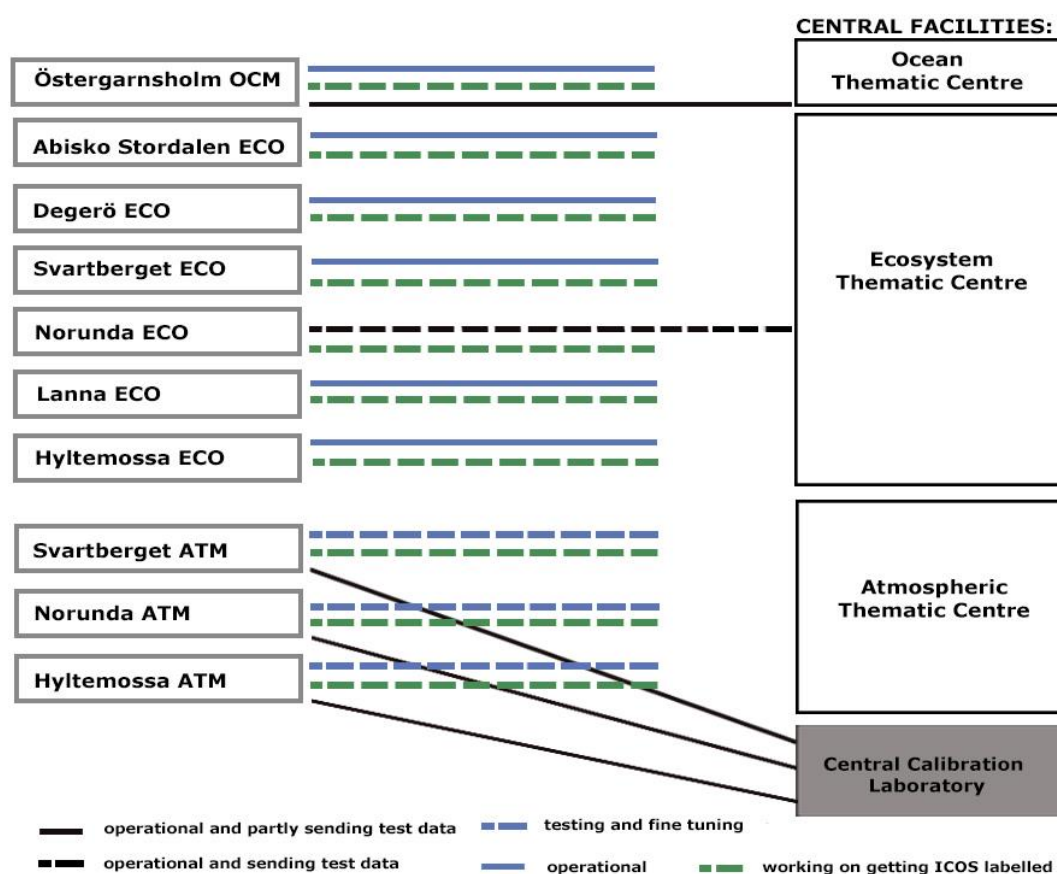 CENTRAL FACILITIES:
Östergarnsholm OCM
Ocean
Thematic Centre
Abisko Stordalen ECO
Degerö ECO
Svartberget ECO
Ecosystem
Thematic Centre
Norunda ECO
Lanna ECO
Hyltemossa ECO
Svartberget ATM
Norunda ATM
Hyltemossa ATM
Atmospheric
Thematic Centre
Central Calibration
Laboratory
operational and partly sending test data
testing and fine tuning
operational and sending test data
operational
working on getting ICOS labelled